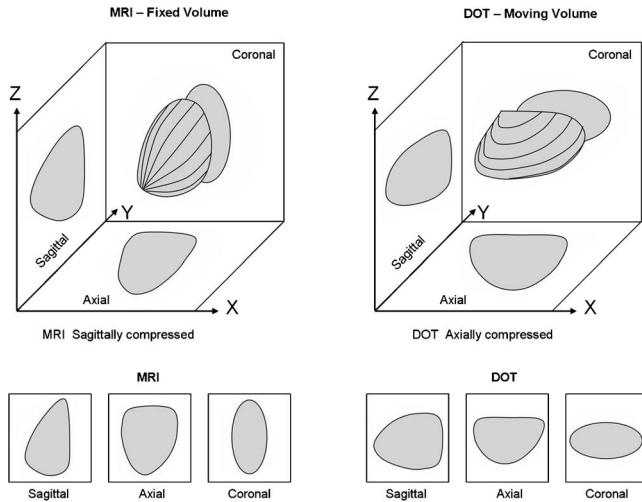 MRI – Fixed Volume
Coronal
Z
Y
X
Sagittal
Axial
MRI Sagittally compressed
DOT – Moving Volume
Coronal
Z
Y
X
Sagittal
Axial
DOT Axially compressed
MRI
Sagittal
Axial
Coronal
DOT
Sagittal
Axial
Coronal